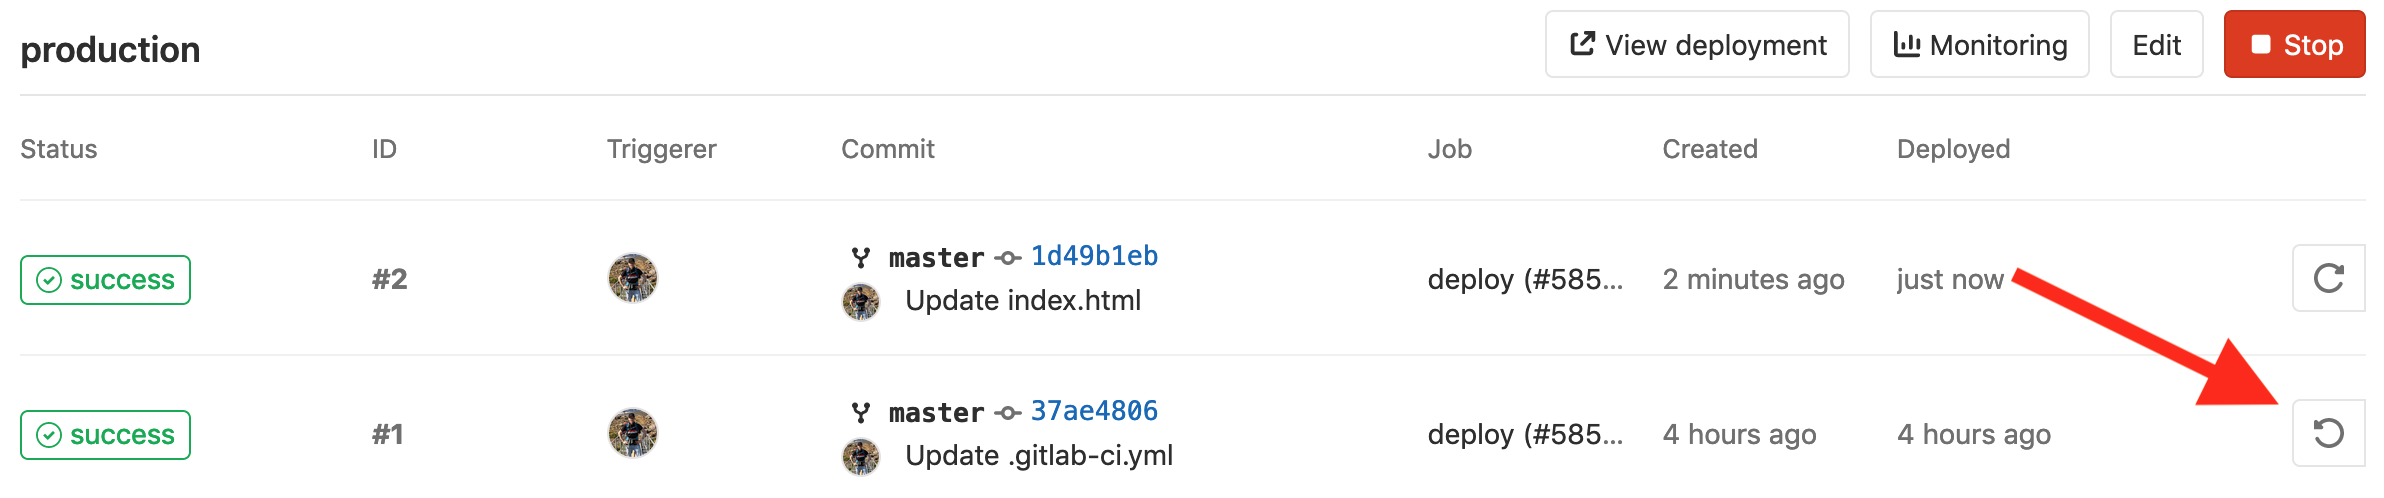 production View deployment Monitoring Edit Stop
Status ID Triggerer Commit Job Created Deployed
success #2 master 1d49b1eb deploy (#585... 2 minutes ago just now
Update index.html
success #1 master 37ae4806 deploy (#585... 4 hours ago 4 hours ago
Update .gitlab-ci.yml